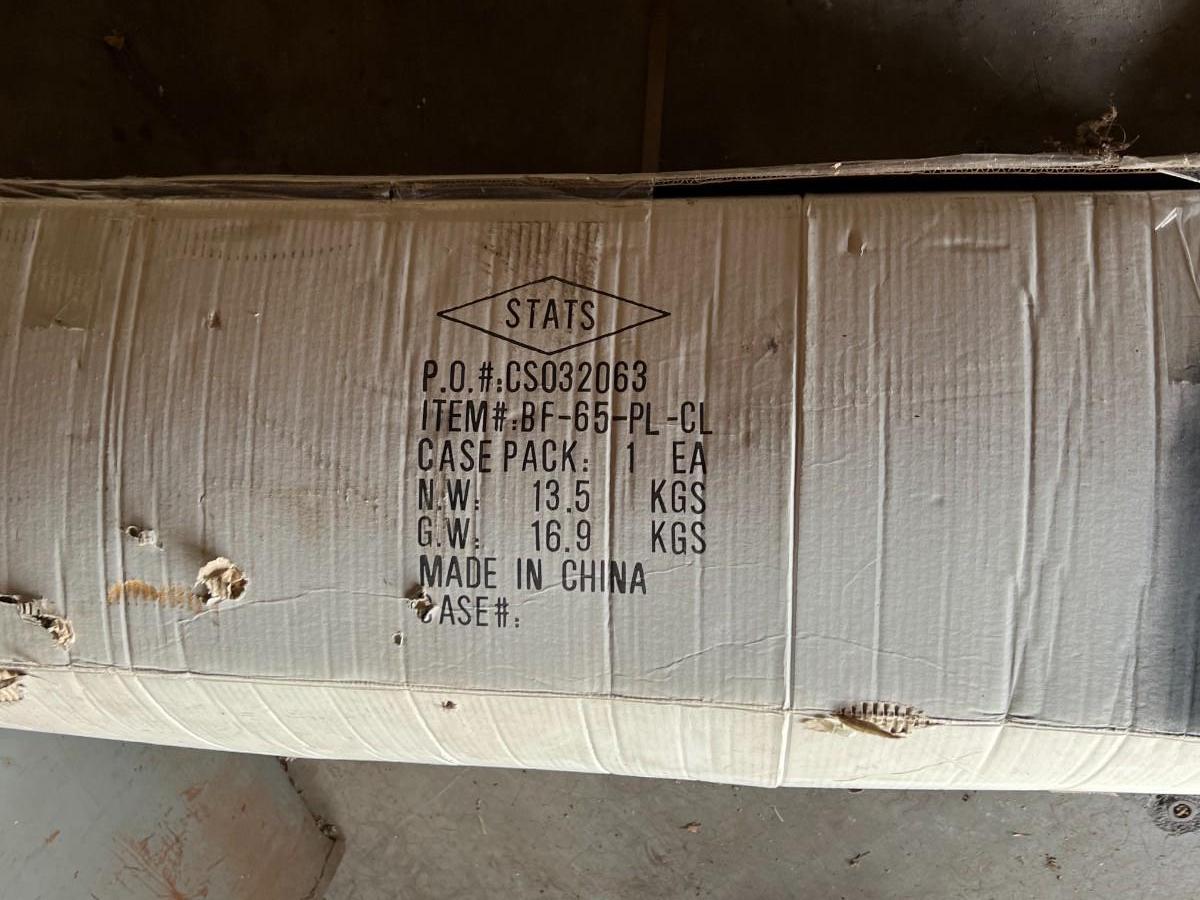 STATS
P.O.#:CS032063
ITEM#:BF-65-PL-CL
CASE PACK: 1 EA
N.W: 13.5 KGS
G.W: 16.9 KGS
MADE IN CHINA
CASE#: